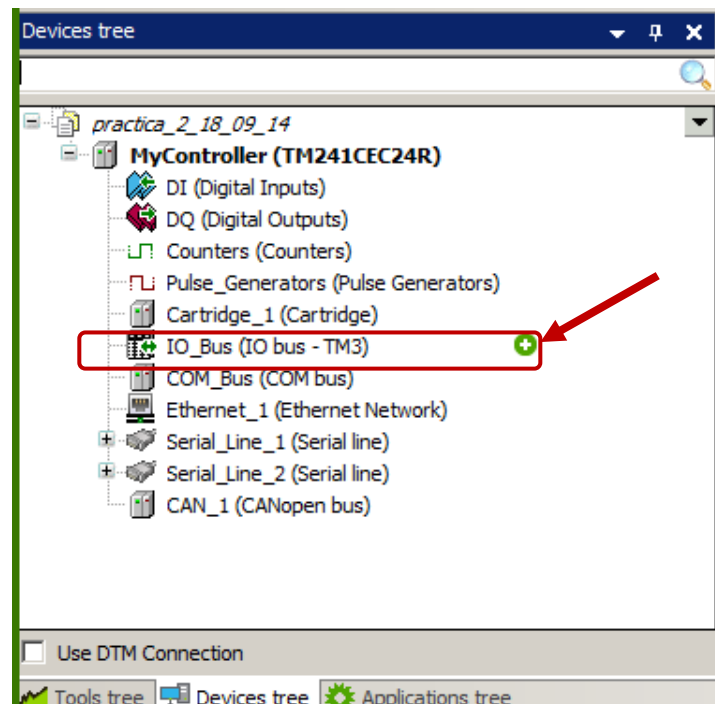 Devices tree
practica_2_18_09_14
MyController (TM241CEC24R)
DI (Digital Inputs)
DQ (Digital Outputs)
Counters (Counters)
Pulse_Generators (Pulse Generators)
Cartridge_1 (Cartridge)
IO_Bus (IO bus - TM3)
COM_Bus (COM bus)
Ethernet_1 (Ethernet Network)
Serial_Line_1 (Serial line)
Serial_Line_2 (Serial line)
CAN_1 (CANopen bus)
Use DTM Connection
Tools tree Devices tree Applications tree